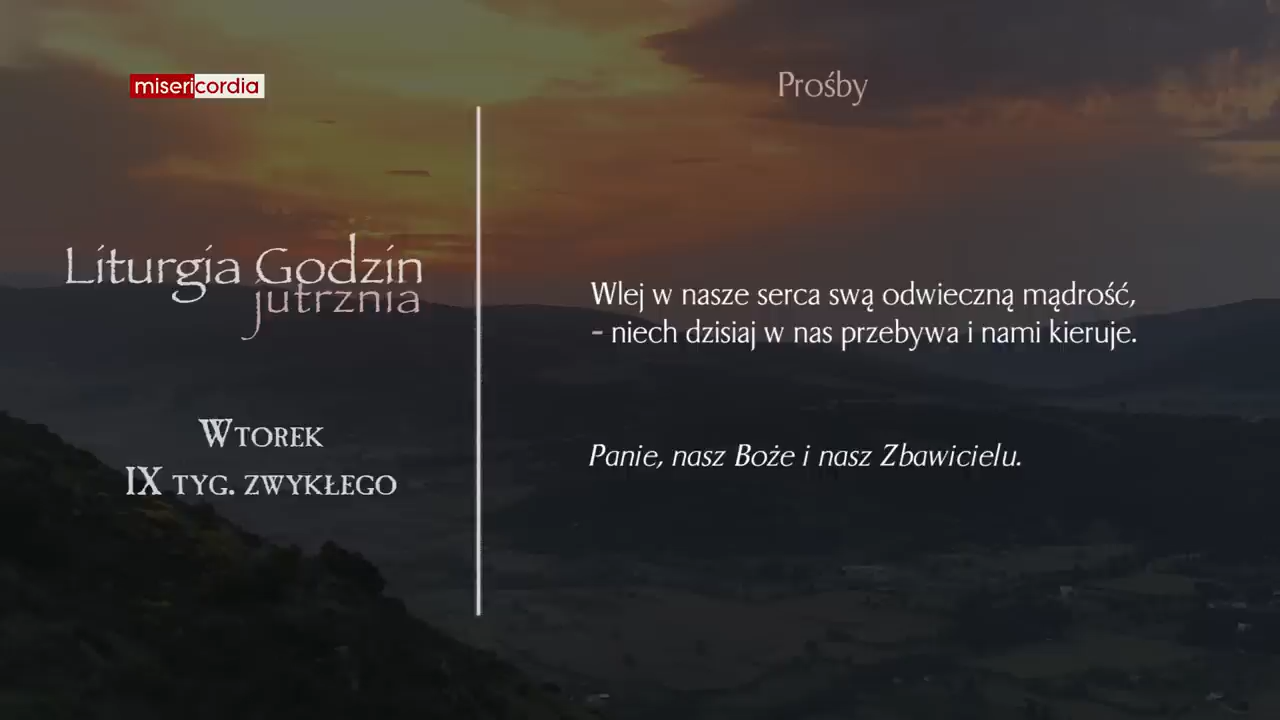 misericordia
Liturgia Godzin
jutrznia
Wtorek
IX tyg. zwykłego
Prośby
Wlej w nasze serca swą odwieczną mądrość,
- niech dzisiaj w nas przebywa i nami kieruje.
Panie, nasz Boże i nasz Zbawicielu.